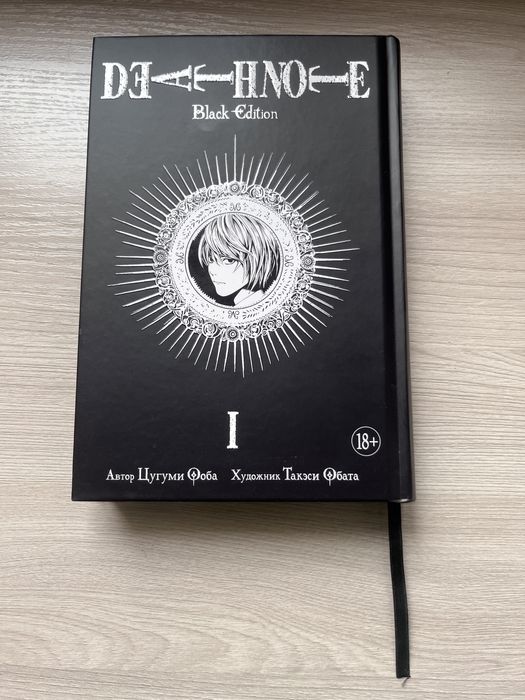 DEATH NOTE
Black Edition
I
18+
Автор Цугуми Ооба Художник Такэси Обата